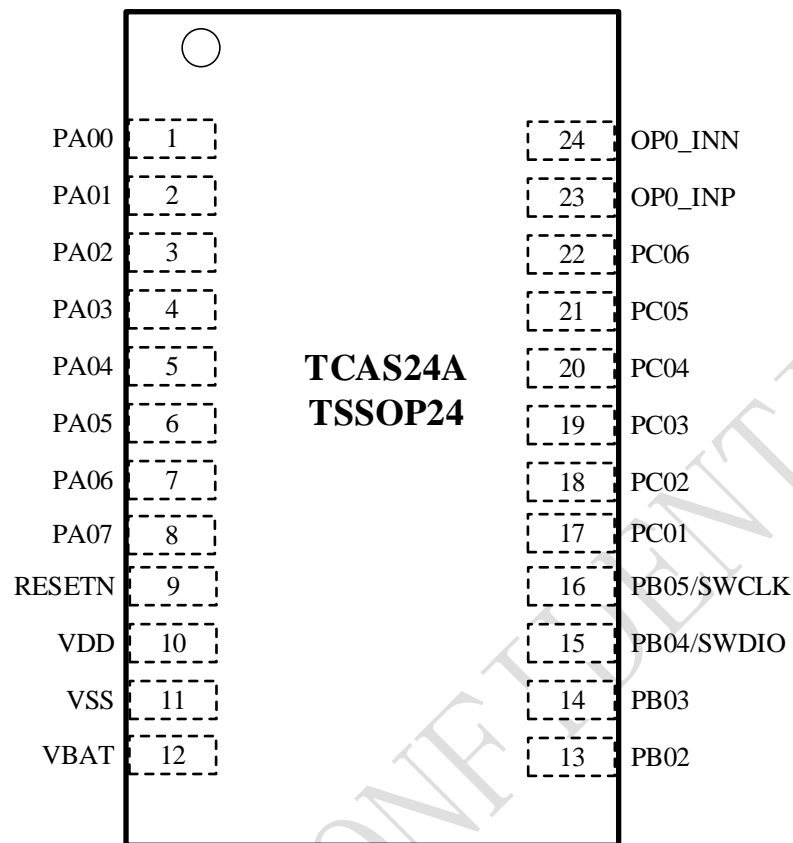 PA00 1
PA01 2
PA02 3
PA03 4
PA04 5
PA05 6
PA06 7
PA07 8
RESETN 9
VDD 10
VSS 11
VBAT 12
TCAS24A
TSSOP24
24 OP0_INN
23 OP0_INP
22 PC06
21 PC05
20 PC04
19 PC03
18 PC02
17 PC01
16 PB05/SWCLK
15 PB04/SWDIO
14 PB03
13 PB02
ONFIDENT